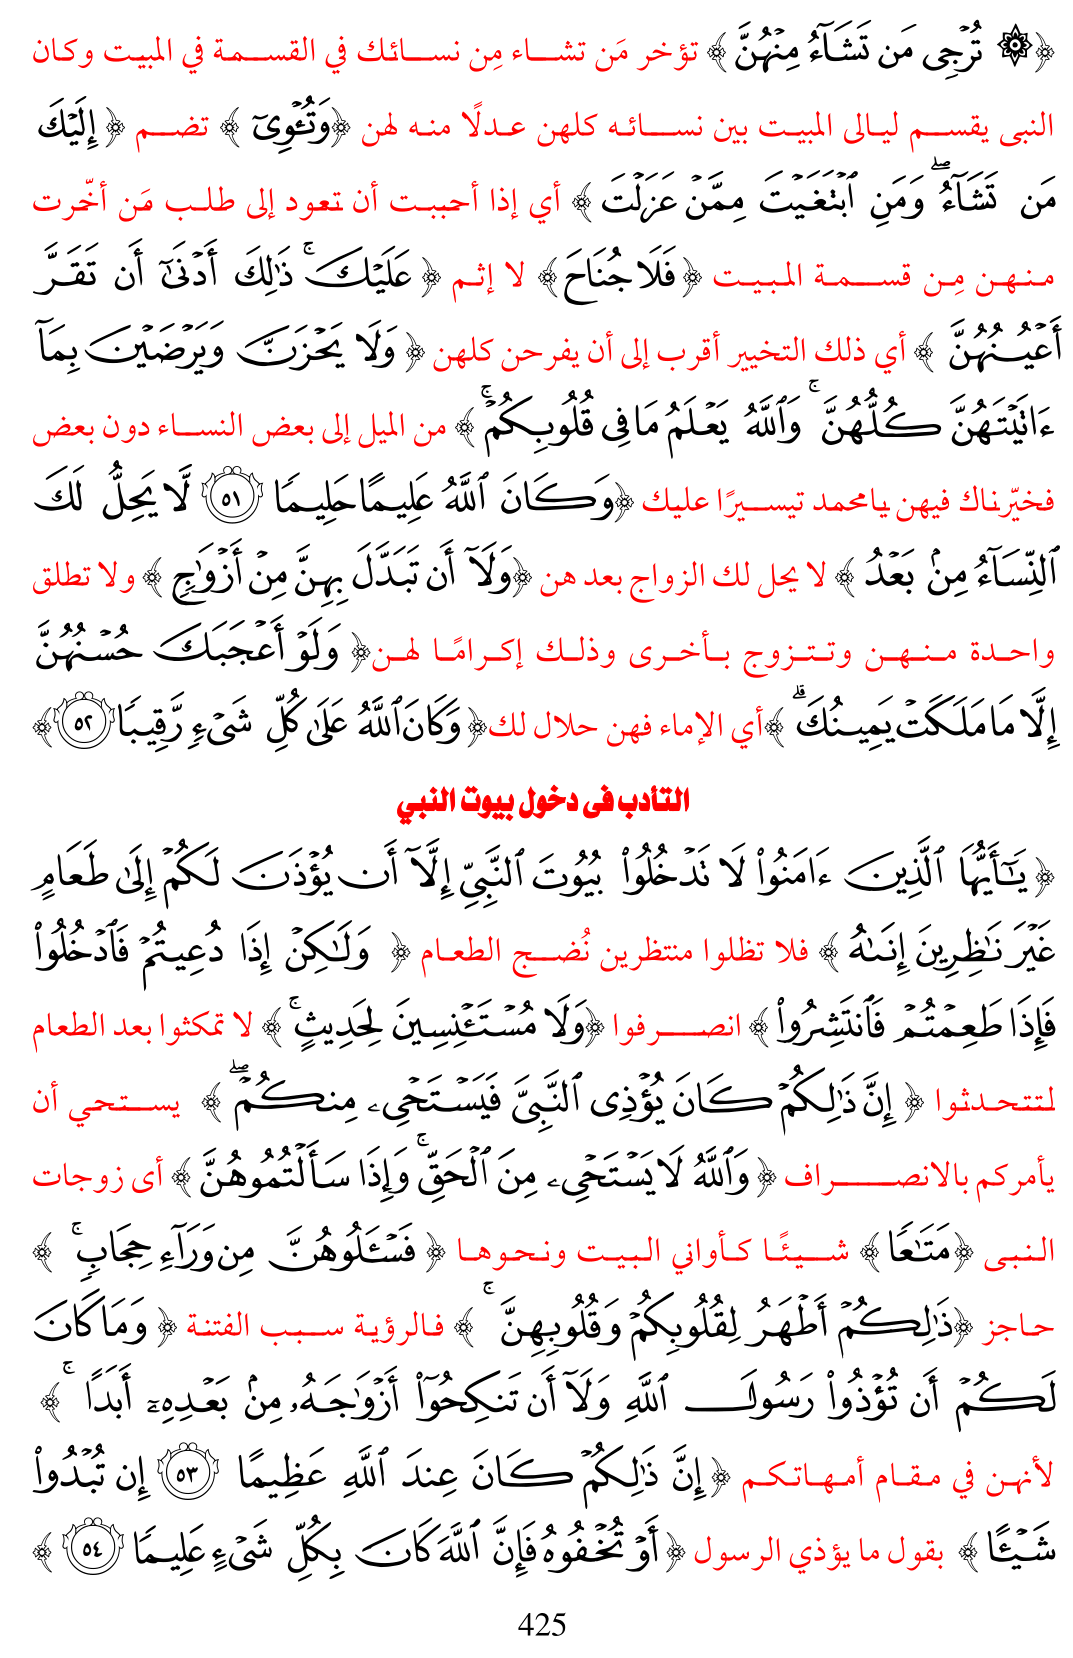 ﴿ ۞ تُرْجِى مَن تَشَآءُ مِنْهُنَّ ﴾ تؤخر مَن تشاء مِن نسائك في القسمة في المبيت وكان
النبى يقسم ليالى المبيت بين نسائه كلهن عدلًا منه لهن ﴿وَتُـْٔوِىٓ ﴾ تضم ﴿ إِلَيْكَ
مَن تَشَآءُ ۖ وَمَنِ ٱبْتَغَيْتَ مِمَّنْ عَزَلْتَ ﴾ أي إذا أحببت أن تعود إلى طلب مَن أخّرت
منهن مِن قسمة المبيت ﴿ فَلَا جُنَاحَ ﴾ لا إثم ﴿ عَلَيْكَ ۚ ذَٰلِكَ أَدْنَىٰٓ أَن تَقَرَّ
أَعْيُنُهُنَّ ﴾ أي ذلك التخيير أقرب إلى أن يفرحن كلهن ﴿ وَلَا يَحْزَنَّ وَيَرْضَيْنَ بِمَآ
ءَاتَيْتَهُنَّ كُلُّهُنَّ ۚ وَٱللَّهُ يَعْلَمُ مَا فِى قُلُوبِكُمْ ۚ ﴾ من الميل إلى بعض النساء دون بعض
فخيّرناك فيهن يامحمد تيسيرًا عليك ﴿وَكَانَ ٱللَّهُ عَلِيمًا حَلِيمًا ٥١ لَّا يَحِلُّ لَكَ
ٱلنِّسَآءُ مِنۢ بَعْدُ ﴾ لا يحل لك الزواج بعد هن ﴿وَلَآ أَن تَبَدَّلَ بِهِنَّ مِنْ أَزْوَٰجٍ ﴾ ولا تطلق
واحدة منهن وتتزوج بأخرى وذلك إكرامًا لهن﴿ وَلَوْ أَعْجَبَكَ حُسْنُهُنَّ
إِلَّا مَا مَلَكَتْ يَمِينُكَ ۗ ﴾أي الإماء فهن حلال لك﴿ وَكَانَ ٱللَّهُ عَلَىٰ كُلِّ شَىْءٍ رَّقِيبًا ٥٢ ﴾
التأدب فى دخول بيوت النبي
﴿ يَـٰٓأَيُّهَا ٱلَّذِينَ ءَامَنُوا۟ لَا تَدْخُلُوا۟ بُيُوتَ ٱلنَّبِىِّ إِلَّآ أَن يُؤْذَنَ لَكُمْ إِلَىٰ طَعَامٍ
غَيْرَ نَـٰظِرِينَ إِنَىٰهُ ﴾ فلا تظلوا منتظرين نُضج الطعام ﴿ وَلَـٰكِنْ إِذَا دُعِيتُمْ فَٱدْخُلُوا۟
فَإِذَا طَعِمْتُمْ فَٱنتَشِرُوا۟ ﴾ انصرفوا ﴿وَلَا مُسْتَـْٔنِسِينَ لِحَدِيثٍ ۚ ﴾ لا تمكثوا بعد الطعام
لتتحدثوا ﴿ إِنَّ ذَٰلِكُمْ كَانَ يُؤْذِى ٱلنَّبِىَّ فَيَسْتَحْىِۦ مِنكُمْ ۖ ﴾ يستحي أن
يأمركم بالانصراف ﴿ وَٱللَّهُ لَا يَسْتَحْىِۦ مِنَ ٱلْحَقِّ ۚ وَإِذَا سَأَلْتُمُوهُنَّ ﴾ أى زوجات
النبى ﴿ مَتَـٰعًا ﴾ شيئًا كأواني البيت ونحوها ﴿ فَسْـَٔلُوهُنَّ مِن وَرَآءِ حِجَابٍ ۚ ﴾
حاجز ﴿ذَٰلِكُمْ أَطْهَرُ لِقُلُوبِكُمْ وَقُلُوبِهِنَّ ۚ ﴾ فالرؤية سبب الفتنة ﴿ وَمَا كَانَ
لَكُمْ أَن تُؤْذُوا۟ رَسُولَ ٱللَّهِ وَلَآ أَن تَنكِحُوٓا۟ أَزْوَٰجَهُۥ مِنۢ بَعْدِهِۦٓ أَبَدًا ۚ ﴾
لأنهن في مقام أمهاتكم ﴿ إِنَّ ذَٰلِكُمْ كَانَ عِندَ ٱللَّهِ عَظِيمًا ٥٣ إِن تُبْدُوا۟
شَيْـًٔا ﴾ بقول ما يؤذي الرسول ﴿ أَوْ تُخْفُوهُ فَإِنَّ ٱللَّهَ كَانَ بِكُلِّ شَىْءٍ عَلِيمًا ٥٤ ﴾
425